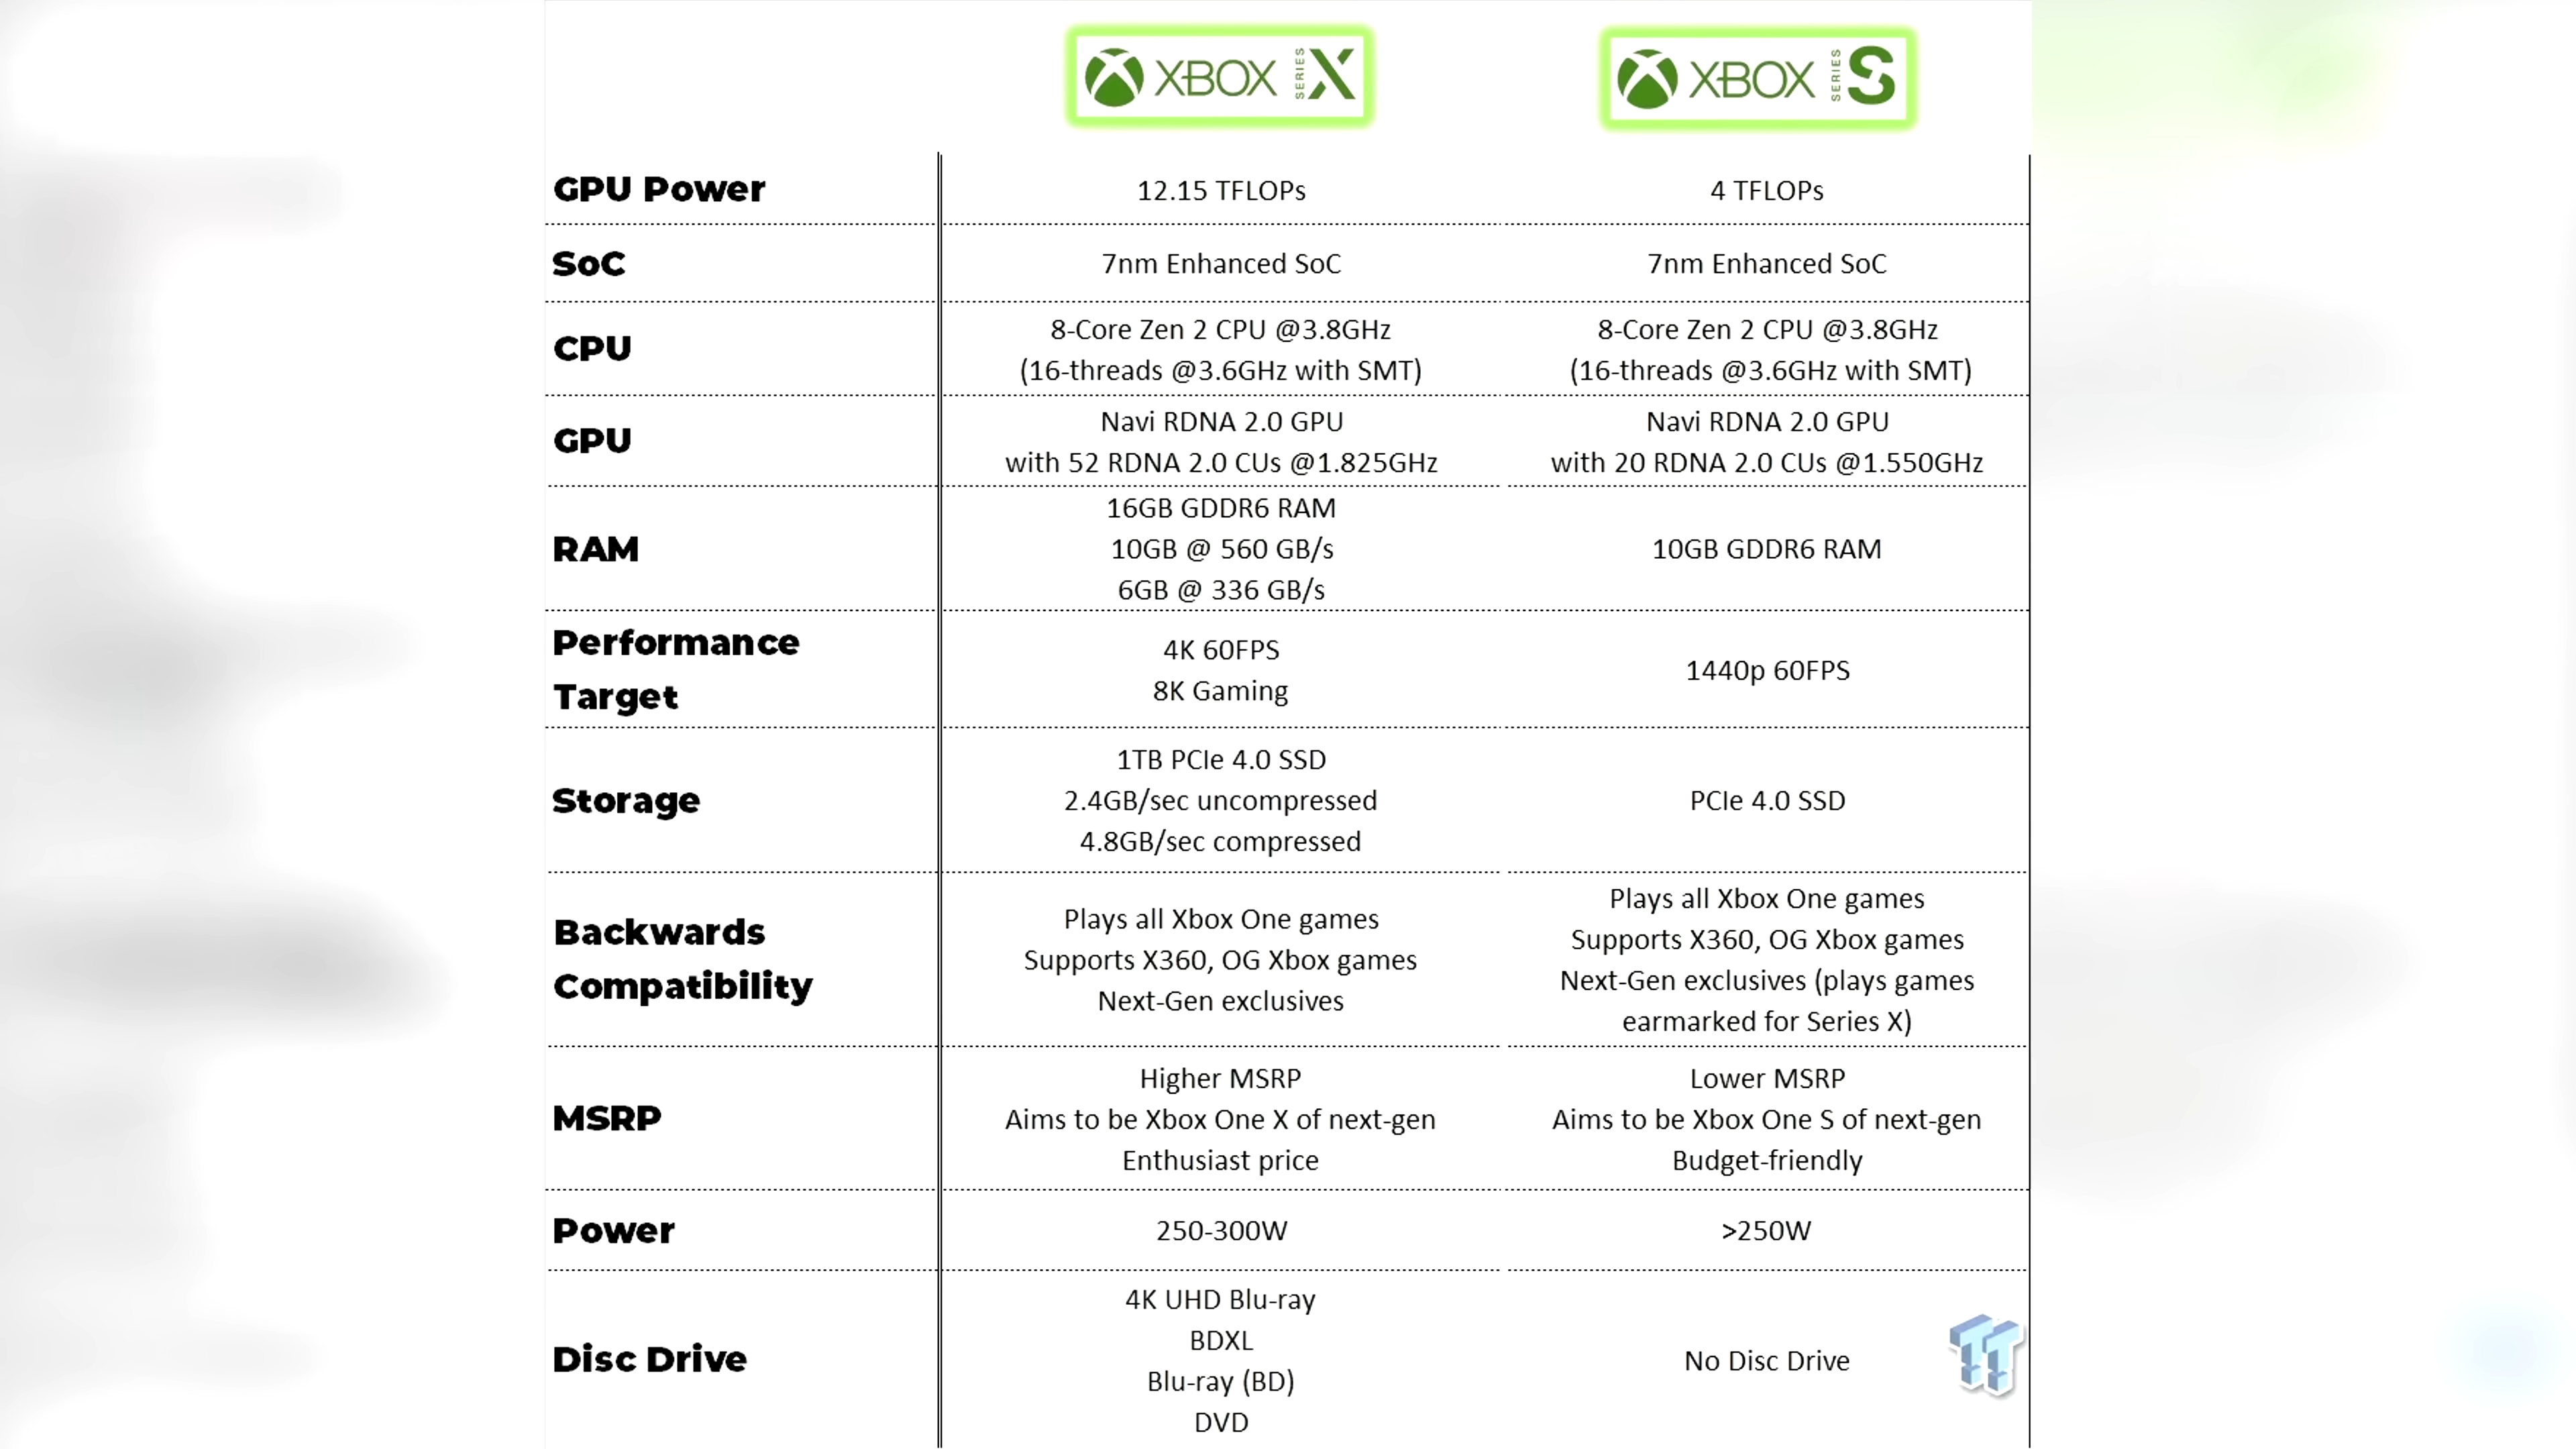 XBOX SERIES X
XBOX SERIES S
GPU Power
12.15 TFLOPs
4 TFLOPs
SoC
7nm Enhanced SoC
7nm Enhanced SoC
CPU
8-Core Zen 2 CPU @3.8GHz
(16-threads @3.6GHz with SMT)
8-Core Zen 2 CPU @3.8GHz
(16-threads @3.6GHz with SMT)
GPU
Navi RDNA 2.0 GPU
with 52 RDNA 2.0 CUs @1.825GHz
Navi RDNA 2.0 GPU
with 20 RDNA 2.0 CUs @1.550GHz
RAM
16GB GDDR6 RAM
10GB @ 560 GB/s
6GB @ 336 GB/s
10GB GDDR6 RAM
Performance
Target
4K 60FPS
8K Gaming
1440p 60FPS
Storage
1TB PCIe 4.0 SSD
2.4GB/sec uncompressed
4.8GB/sec compressed
PCIe 4.0 SSD
Backwards
Compatibility
Plays all Xbox One games
Supports X360, OG Xbox games
Next-Gen exclusives
Plays all Xbox One games
Supports X360, OG Xbox games
Next-Gen exclusives (plays games
earmarked for Series X)
MSRP
Higher MSRP
Aims to be Xbox One X of next-gen
Enthusiast price
Lower MSRP
Aims to be Xbox One S of next-gen
Budget-friendly
Power
250-300W
>250W
Disc Drive
4K UHD Blu-ray
BDXL
Blu-ray (BD)
DVD
No Disc Drive
TT